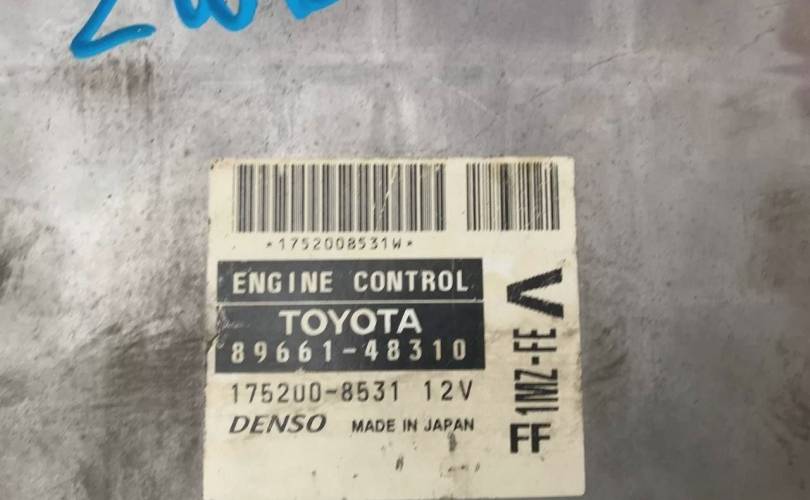 *1752008531W*
ENGINE CONTROL
TOYOTA
89661-48310
175200-8531 12V
DENSO MADE IN JAPAN
FF 1MZ-FE V